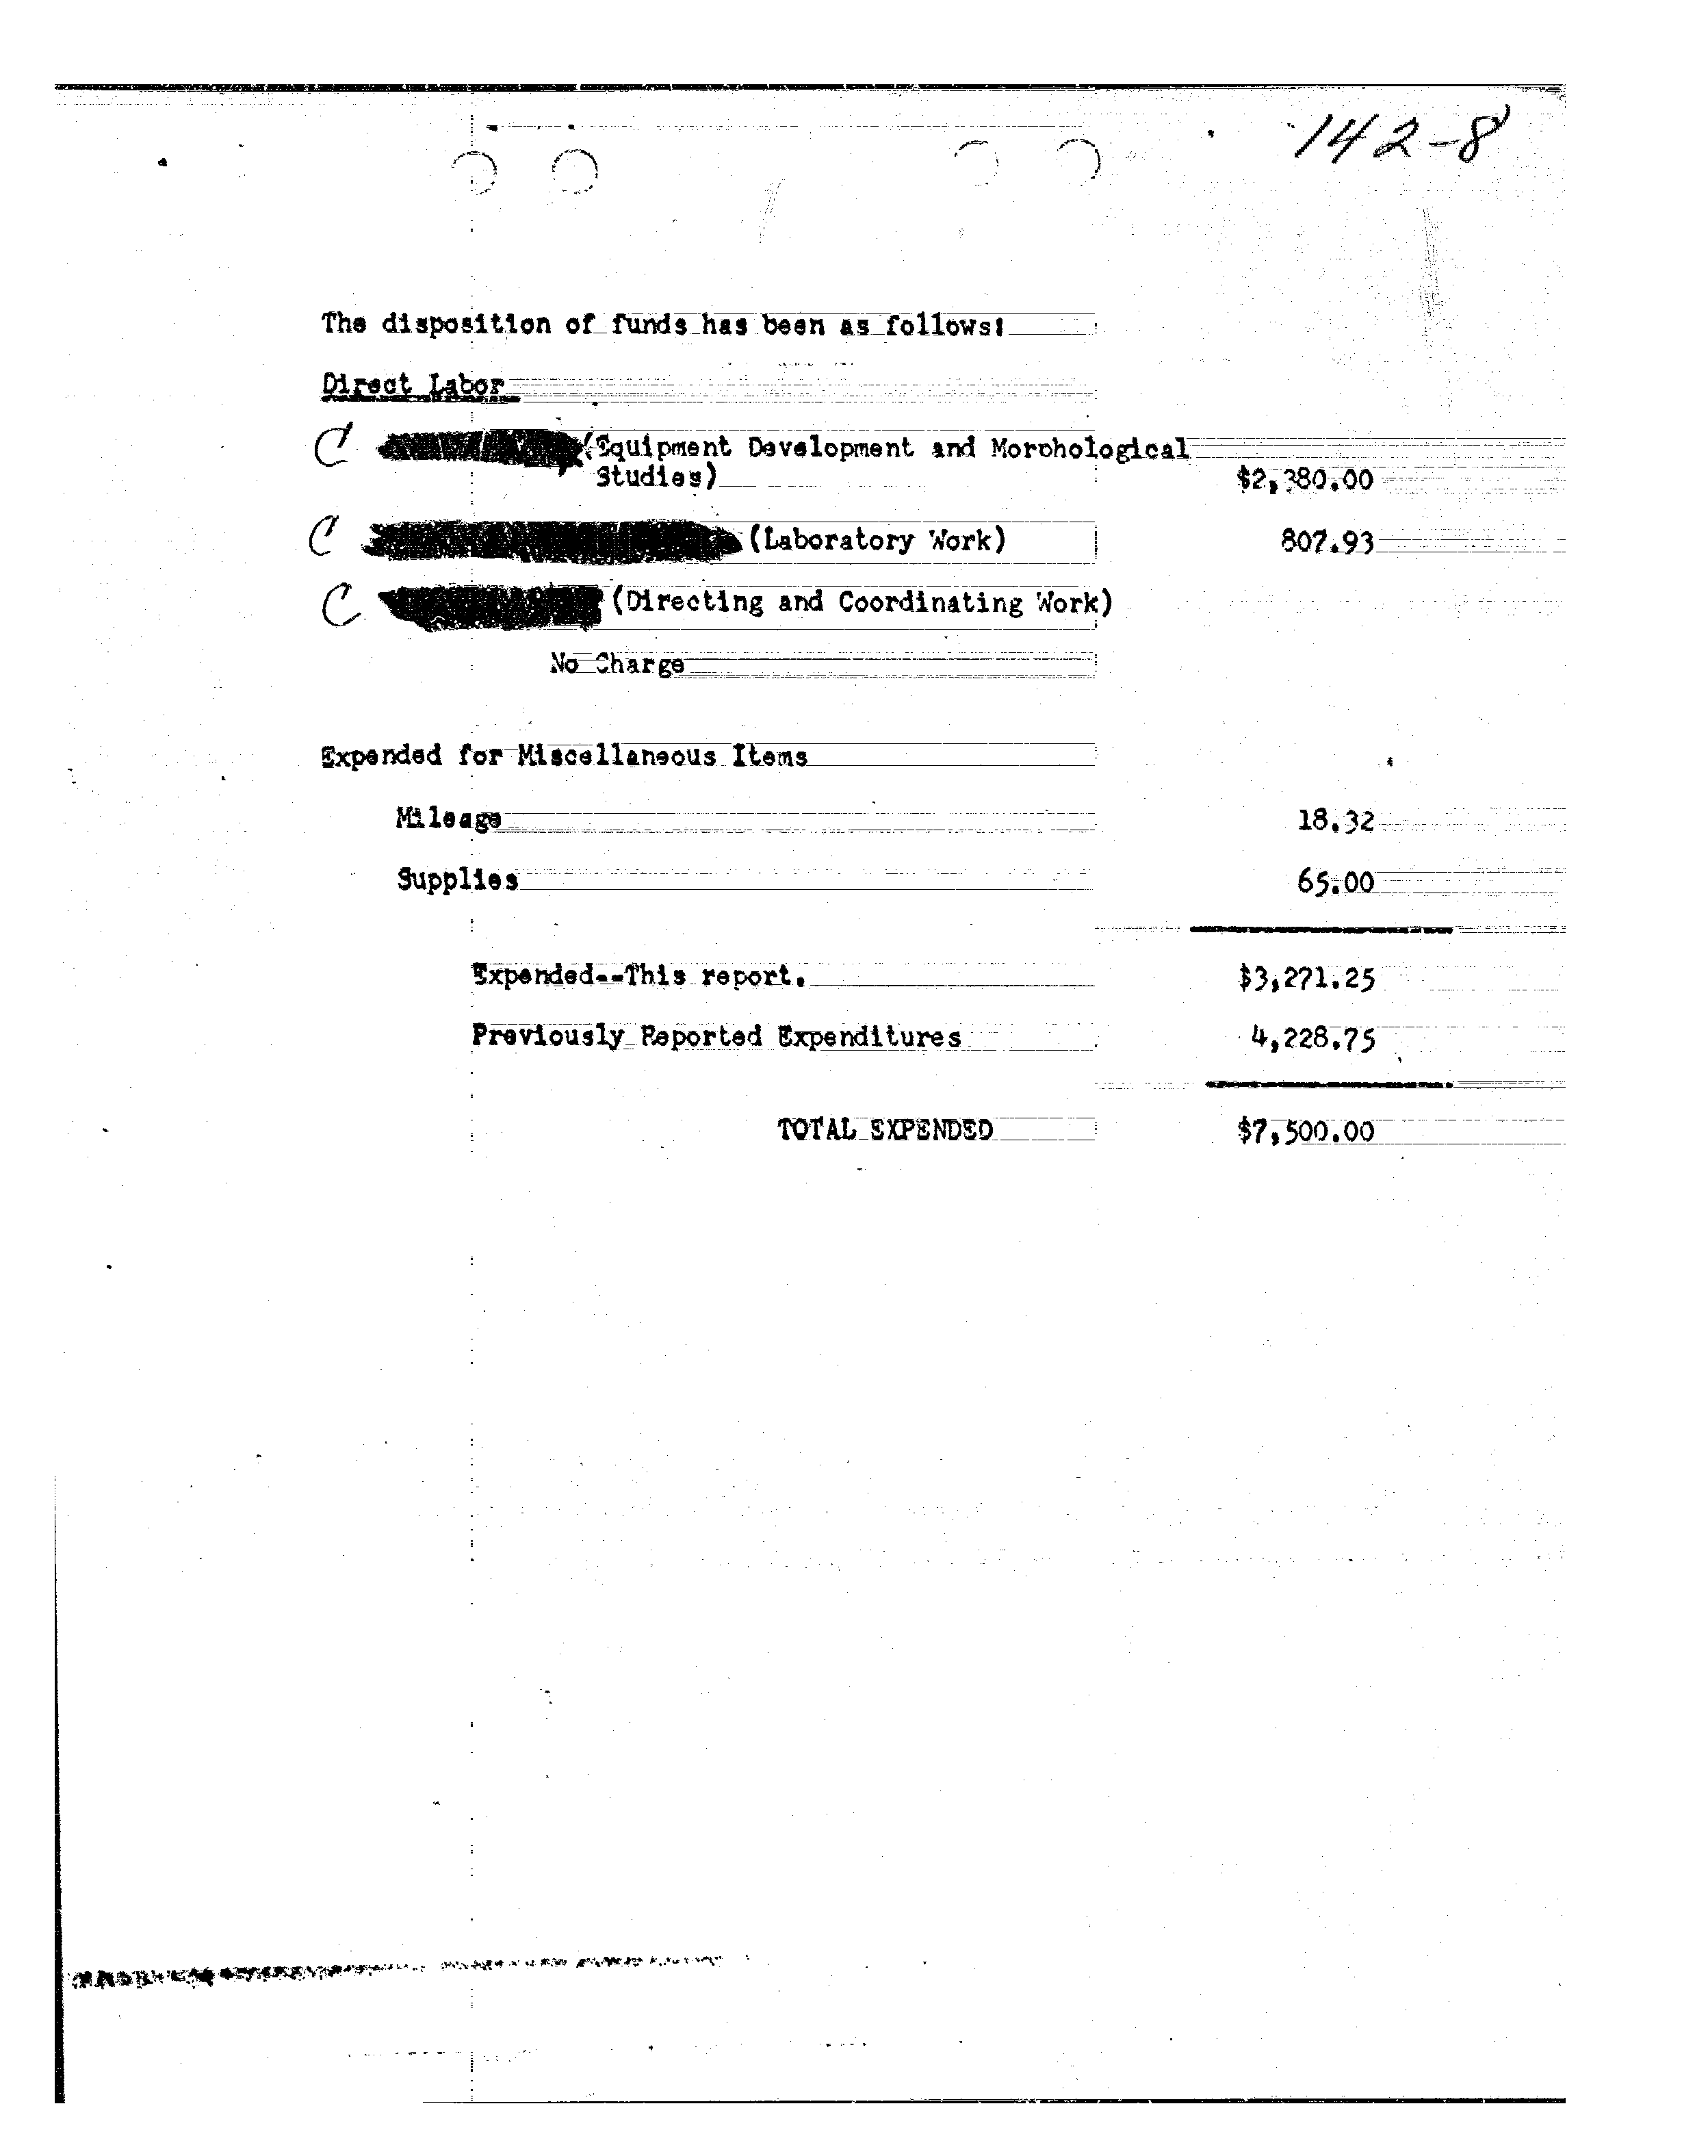 142-8
The disposition of funds has been as follows:
Direct Labor
C (Equipment Development and Morphological
Studies) $2,380.00
C (Laboratory Work) 807.93
C (Directing and Coordinating Work)
No Charge
Expended for Miscellaneous Items
Mileage 18.32
Supplies 65.00
Expended--This report. $3,271.25
Previously Reported Expenditures 4,228.75
TOTAL EXPENDED $7,500.00